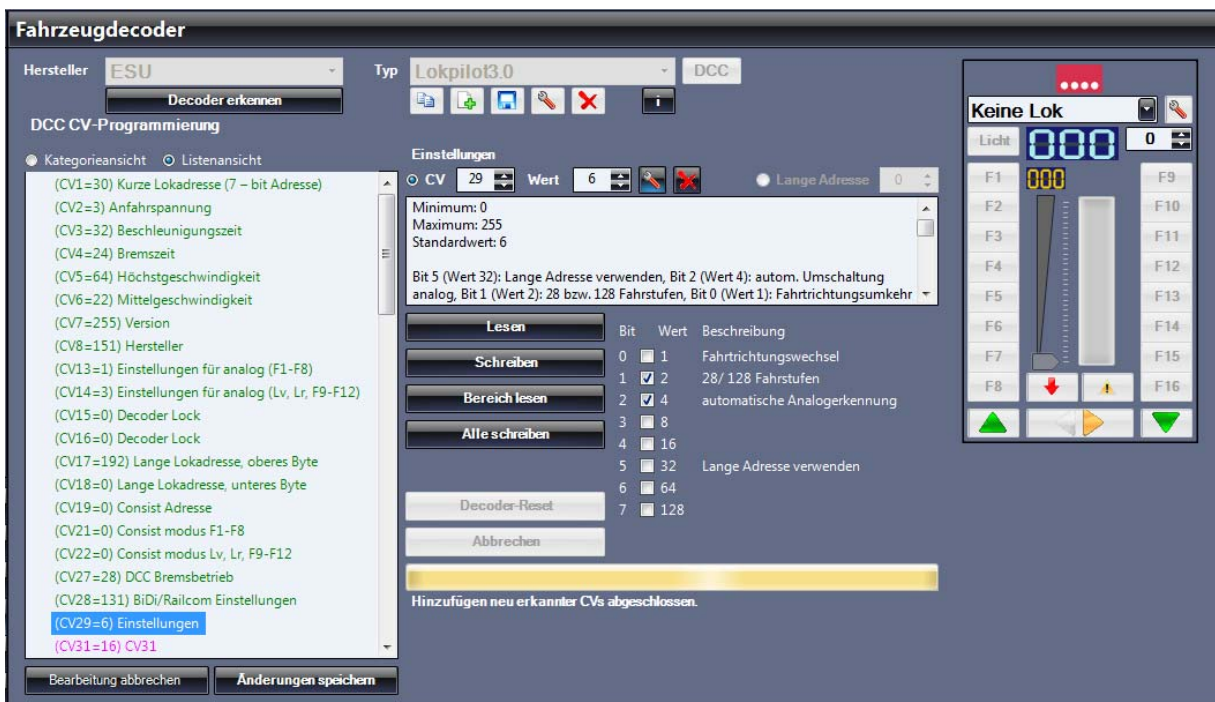 Fahrzeugdecoder
Hersteller ESU Typ Lokpilot3.0 DCC
Decoder erkennen i
DCC CV-Programmierung
Kategorieansicht Listenansicht
(CV1=30) Kurze Lokadresse (7 – bit Adresse)
(CV2=3) Anfahrspannung
(CV3=32) Beschleunigungszeit
(CV4=24) Bremszeit
(CV5=64) Höchstgeschwindigkeit
(CV6=22) Mittelgeschwindigkeit
(CV7=255) Version
(CV8=151) Hersteller
(CV13=1) Einstellungen für analog (F1-F8)
(CV14=3) Einstellungen für analog (Lv, Lr, F9-F12)
(CV15=0) Decoder Lock
(CV16=0) Decoder Lock
(CV17=192) Lange Lokadresse, oberes Byte
(CV18=0) Lange Lokadresse, unteres Byte
(CV19=0) Consist Adresse
(CV21=0) Consist modus F1-F8
(CV22=0) Consist modus Lv, Lr, F9-F12
(CV27=28) DCC Bremsbetrieb
(CV28=131) BiDi/Railcom Einstellungen
(CV29=6) Einstellungen
(CV31=16) CV31
Bearbeitung abbrechen Änderungen speichern
Einstellungen
CV 29 Wert 6 Lange Adresse 0
Minimum: 0
Maximum: 255
Standardwert: 6
Bit 5 (Wert 32): Lange Adresse verwenden, Bit 2 (Wert 4): autom. Umschaltung
analog, Bit 1 (Wert 2): 28 bzw. 128 Fahrstufen, Bit 0 (Wert 1): Fahrtrichtungsumkehr
Lesen
Schreiben
Bereich lesen
Alle schreiben
Decoder-Reset
Abbrechen
Bit Wert Beschreibung
0 1 Fahrtrichtungswechsel
1 2 28/ 128 Fahrstufen
2 4 automatische Analogerkennung
3 8
4 16
5 32 Lange Adresse verwenden
6 64
7 128
Hinzufügen neu erkannter CVs abgeschlossen.
Keine Lok
Licht 000 0
F1 000 F9
F2 F10
F3 F11
F4 F12
F5 F13
F6 F14
F7 F15
F8 F16